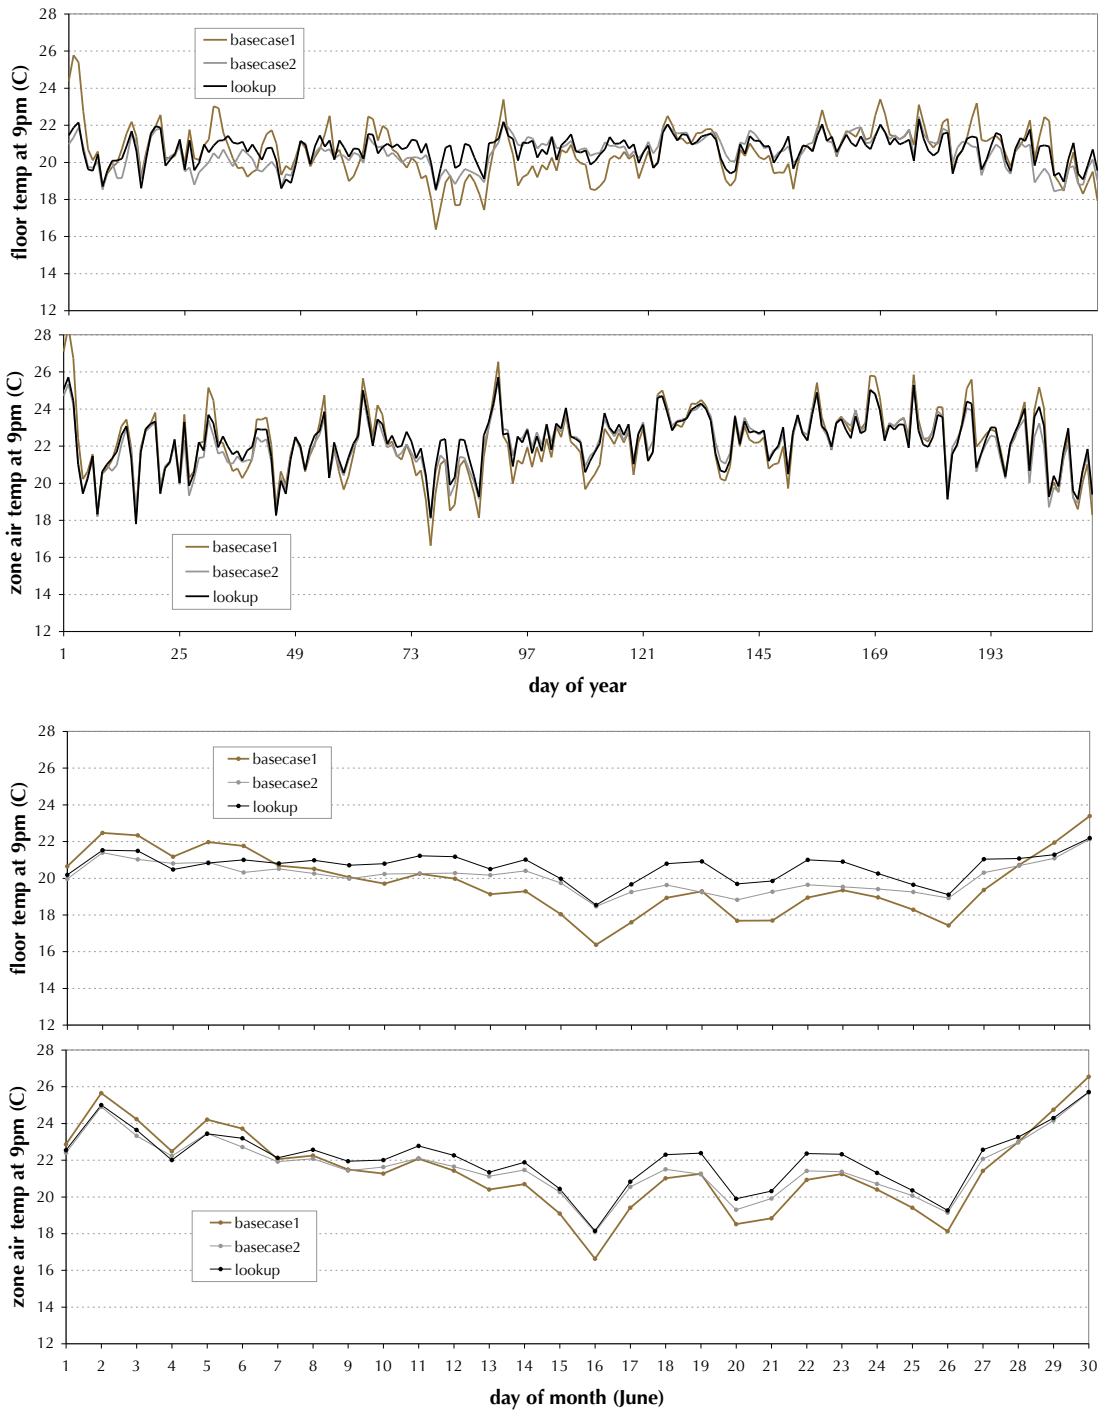 floor temp at 9pm (C)
28
26
24
22
20
18
16
14
12
basecase1
basecase2
lookup
zone air temp at 9pm (C)
28
26
24
22
20
18
16
14
12
basecase1
basecase2
lookup
1 25 49 73 97 121 145 169 193
day of year
floor temp at 9pm (C)
28
26
24
22
20
18
16
14
12
basecase1
basecase2
lookup
zone air temp at 9pm (C)
28
26
24
22
20
18
16
14
12
basecase1
basecase2
lookup
1 2 3 4 5 6 7 8 9 10 11 12 13 14 15 16 17 18 19 20 21 22 23 24 25 26 27 28 29 30
day of month (June)